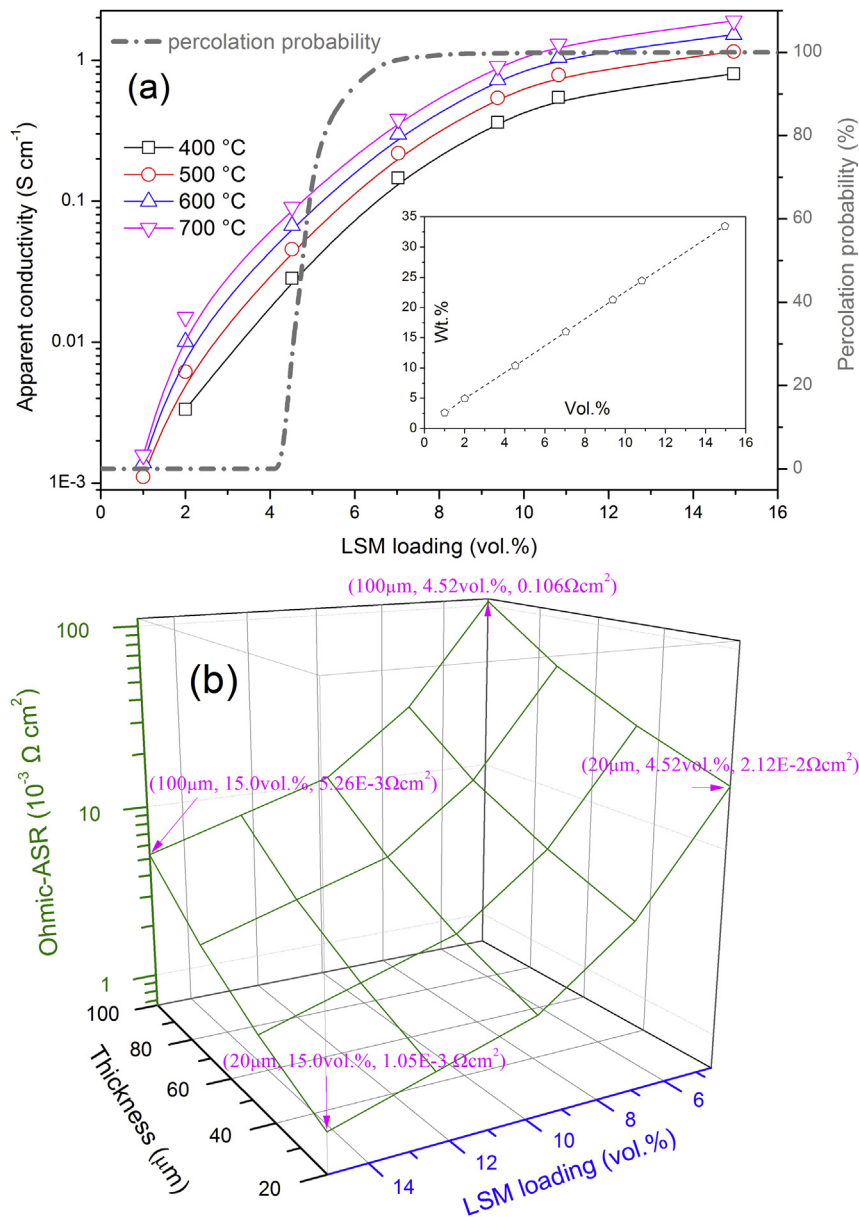 percolation probability
(a)
400 °C
500 °C
600 °C
700 °C
Apparent conductivity (S cm⁻¹)
1
0.1
0.01
1E-3
100
80
60
40
20
0
Percolation probability (%)
35
30
25
20
15
10
5
0
Wt.%
Vol.%
0 2 4 6 8 10 12 14 16
0 2 4 6 8 10 12 14 16
LSM loading (vol.%)
(100μm, 4.52vol.%, 0.106Ωcm²)
(b)
100
10
1
Ohmic-ASR (10⁻³ Ω cm²)
(20μm, 4.52vol.%, 2.12E-2Ωcm²)
(100μm, 15.0vol.%, 5.26E-3Ωcm²)
(20μm, 15.0vol.%, 1.05E-3 Ωcm²)
100
80
60
40
20
Thickness (μm)
14 12 10 8 6
LSM loading (vol.%)